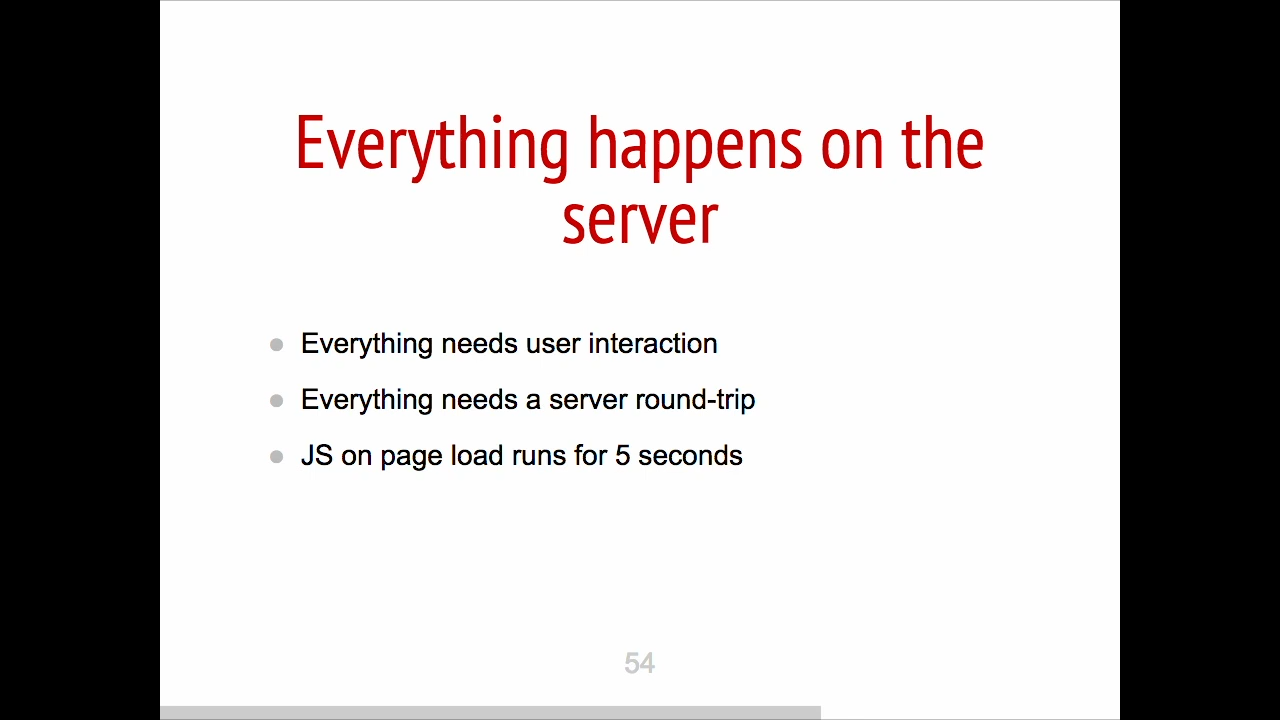 Everything happens on the
server
Everything needs user interaction
Everything needs a server round-trip
JS on page load runs for 5 seconds
54